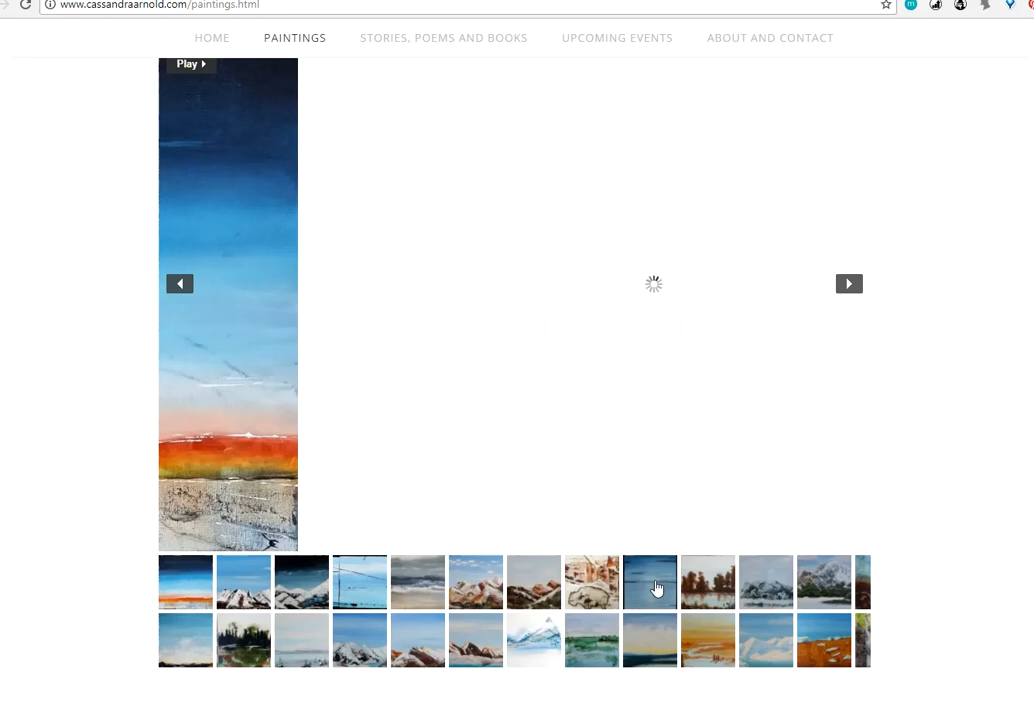 www.cassandraarnold.com/paintings.html
HOME PAINTINGS STORIES, POEMS AND BOOKS UPCOMING EVENTS ABOUT AND CONTACT
Play